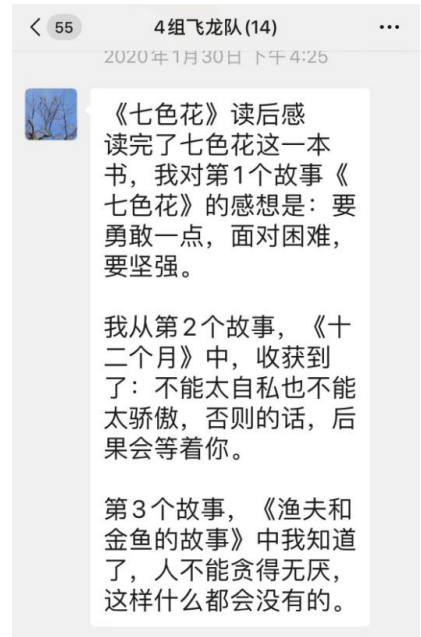 55
4组飞龙队(14)
2020年1月30日 下午4:25
《七色花》读后感
读完了七色花这一本
书，我对第1个故事《
七色花》的感想是：要
勇敢一点，面对困难，
要坚强。
我从第2个故事，《十
二个月》中，收获到
了：不能太自私也不能
太骄傲，否则的话，后
果会等着你。
第3个故事，《渔夫和
金鱼的故事》中我知道
了，人不能贪得无厌，
这样什么都会没有的。